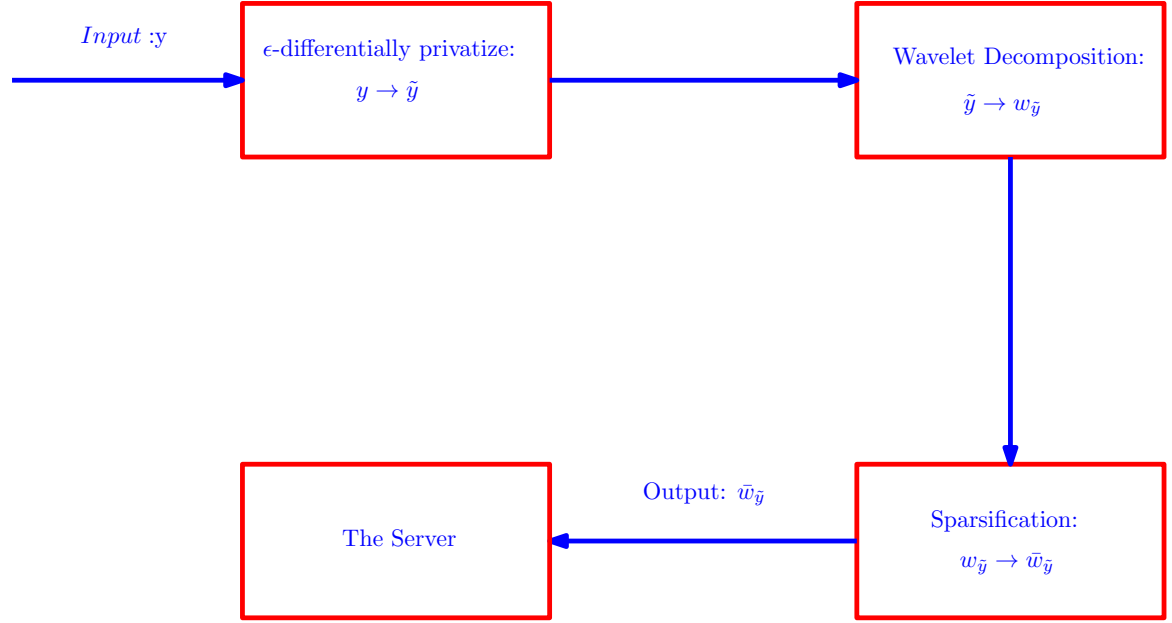 Input :y
ϵ-differentially privatize:
y → ỹ
Wavelet Decomposition:
ỹ → w_ỹ
Output: w̄_ỹ
The Server
Sparsification:
w_ỹ → w̄_ỹ